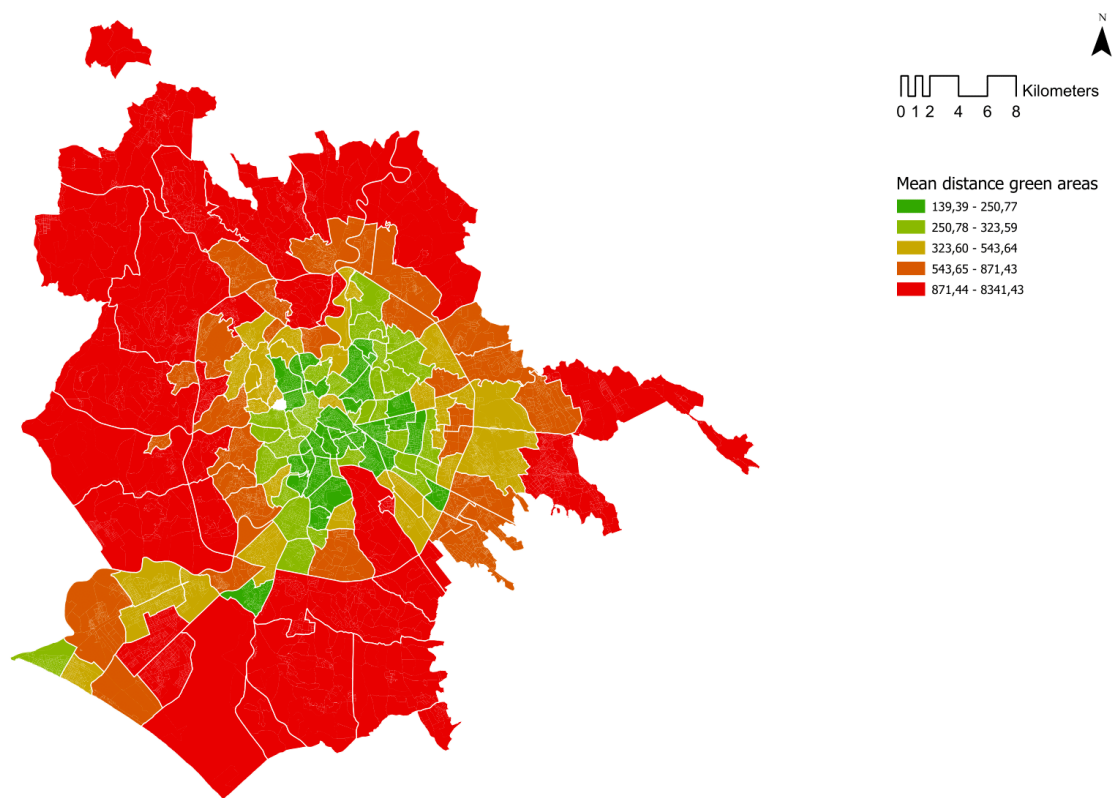 N
Kilometers
0 1 2 4 6 8
Mean distance green areas
139,39 - 250,77
250,78 - 323,59
323,60 - 543,64
543,65 - 871,43
871,44 - 8341,43